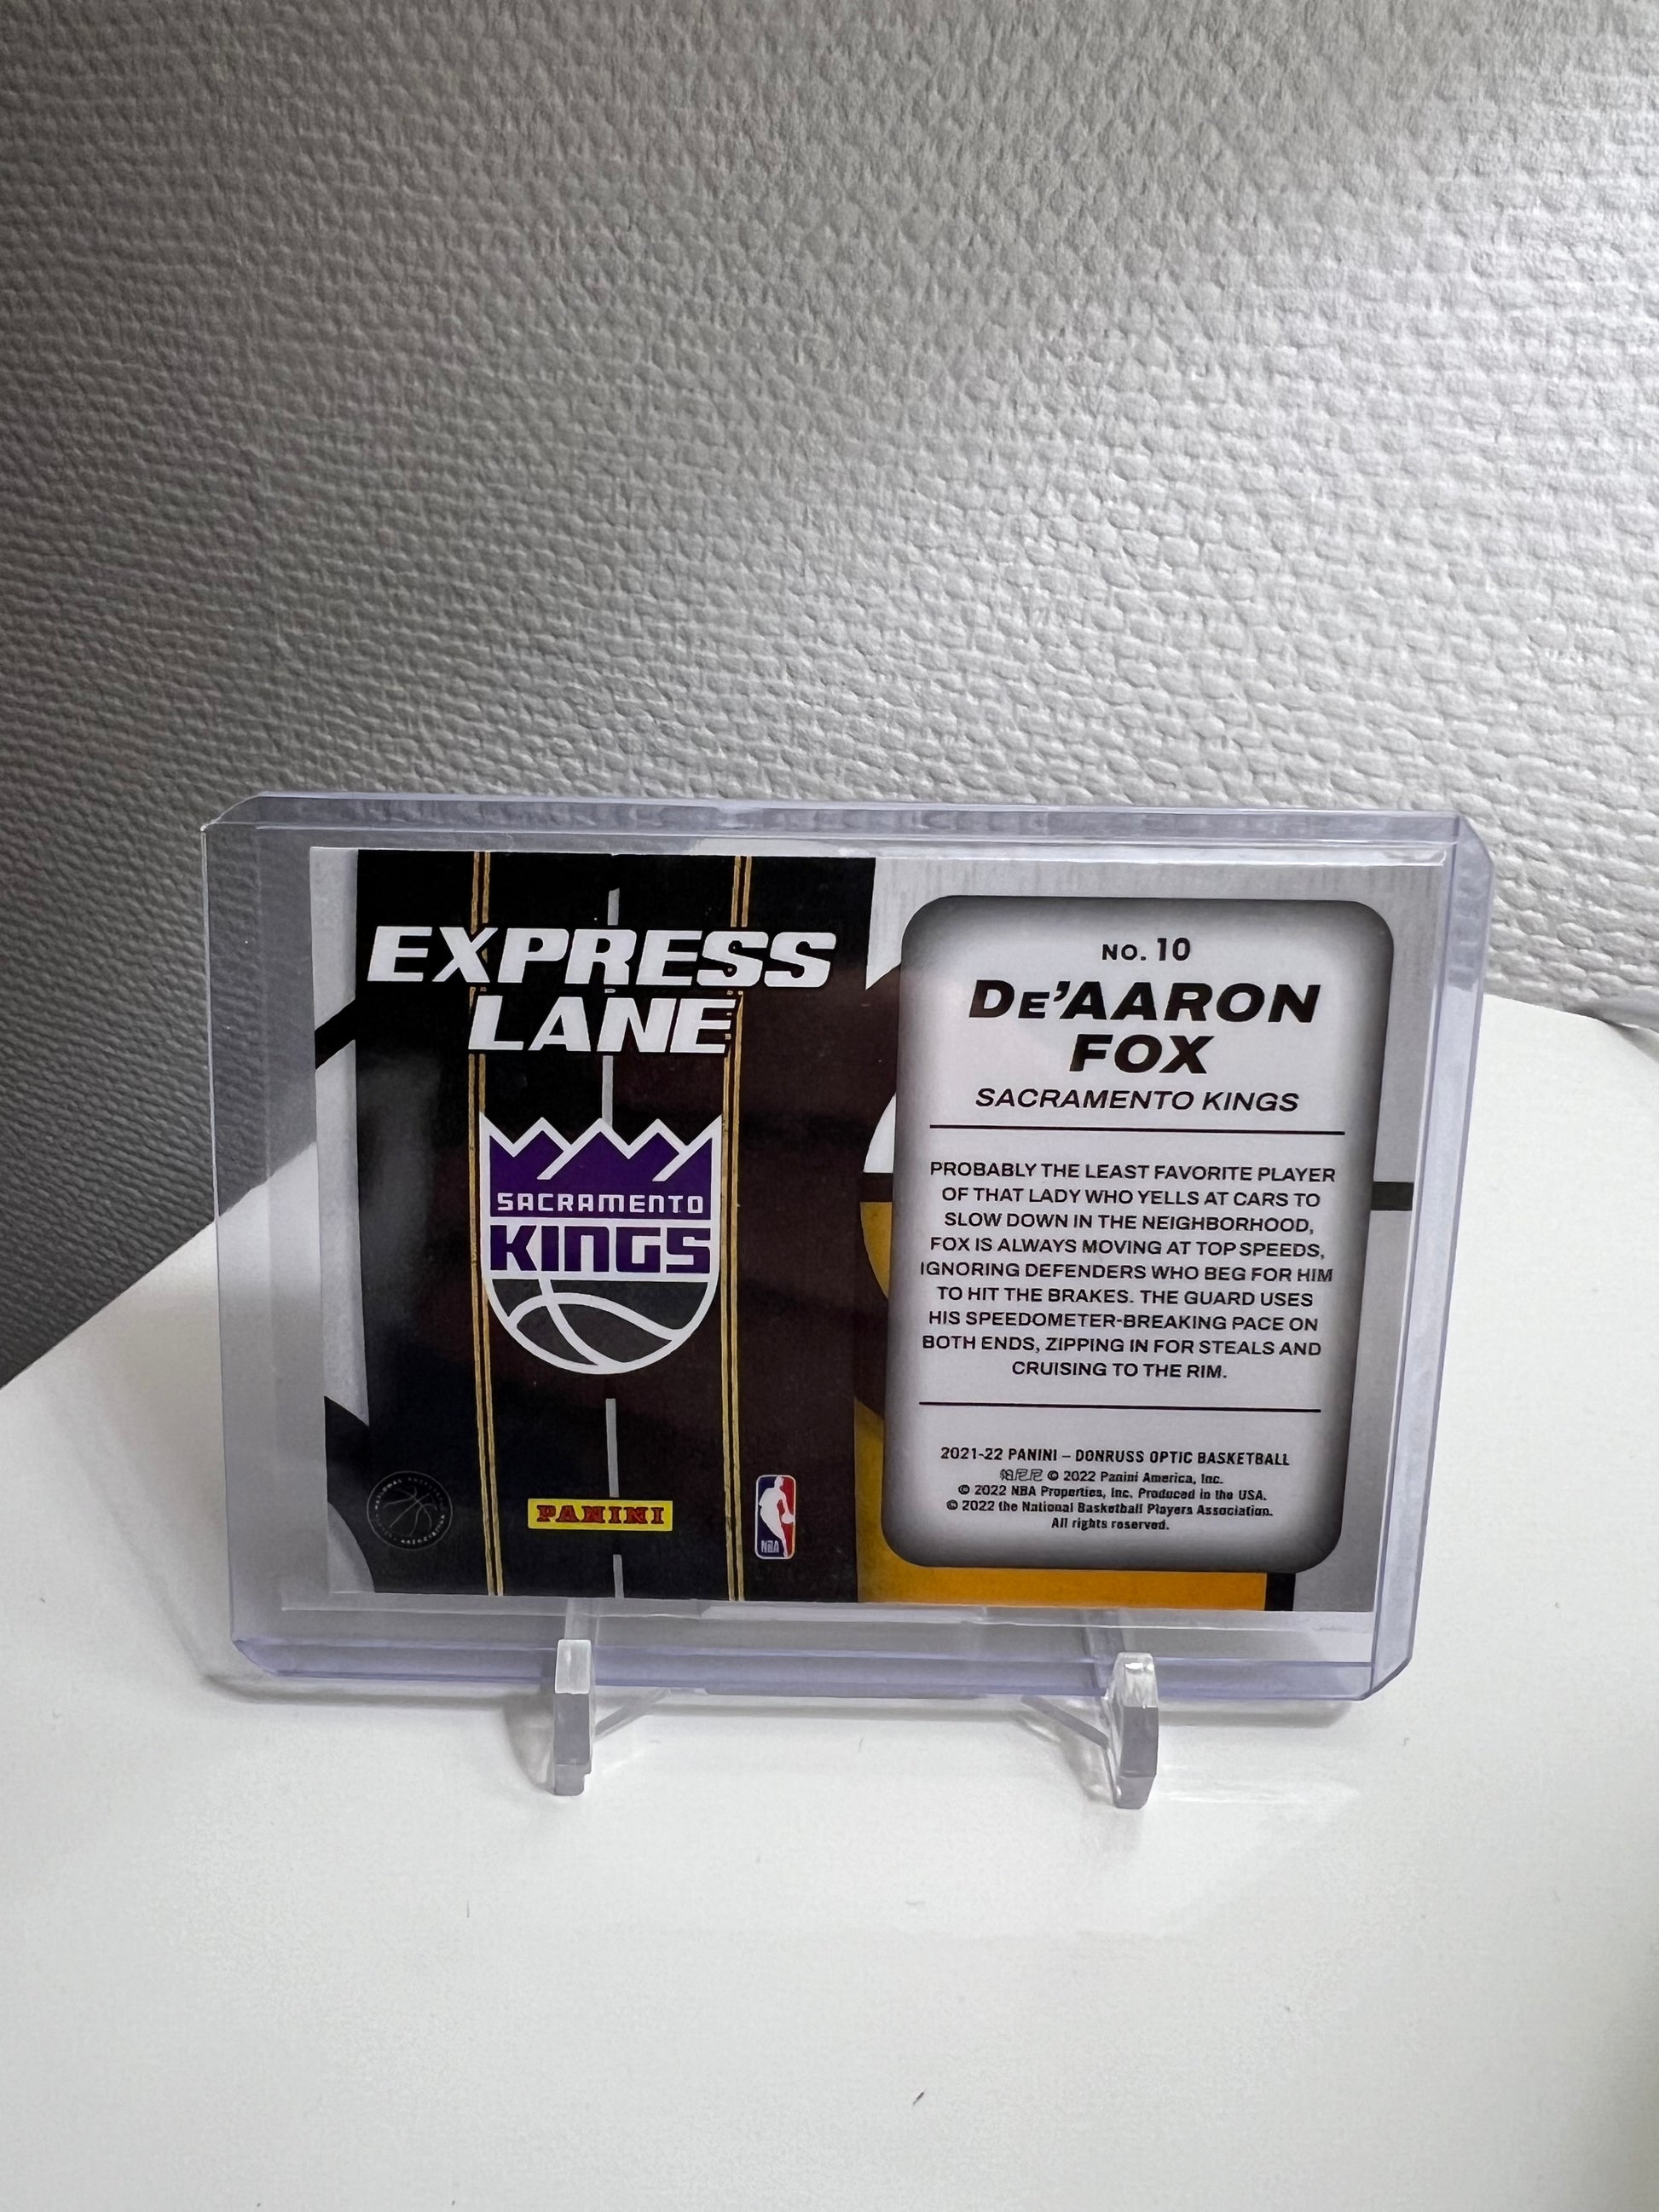 EXPRESS
LANE
SACRAMENTO
KINGS
PANINI
NBA
NO. 10
De'AARON
FOX
SACRAMENTO KINGS
PROBABLY THE LEAST FAVORITE PLAYER
OF THAT LADY WHO YELLS AT CARS TO
SLOW DOWN IN THE NEIGHBORHOOD,
FOX IS ALWAYS MOVING AT TOP SPEEDS,
IGNORING DEFENDERS WHO BEG FOR HIM
TO HIT THE BRAKES. THE GUARD USES
HIS SPEEDOMETER-BREAKING PACE ON
BOTH ENDS, ZIPPING IN FOR STEALS AND
CRUISING TO THE RIM.
2021-22 PANINI – DONRUSS OPTIC BASKETBALL
帕尼尼 © 2022 Panini America, Inc.
© 2022 NBA Properties, Inc. Produced in the USA.
© 2022 the National Basketball Players Association.
All rights reserved.